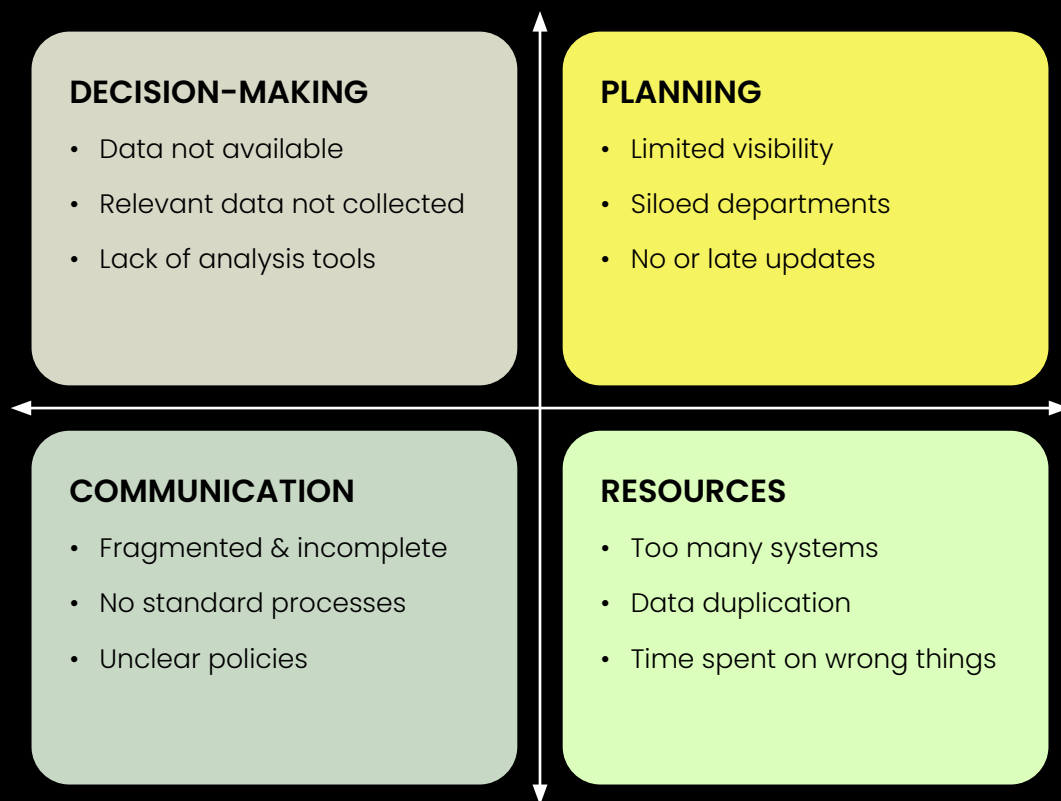 DECISION-MAKING
• Data not available
• Relevant data not collected
• Lack of analysis tools
PLANNING
• Limited visibility
• Siloed departments
• No or late updates
COMMUNICATION
• Fragmented & incomplete
• No standard processes
• Unclear policies
RESOURCES
• Too many systems
• Data duplication
• Time spent on wrong things